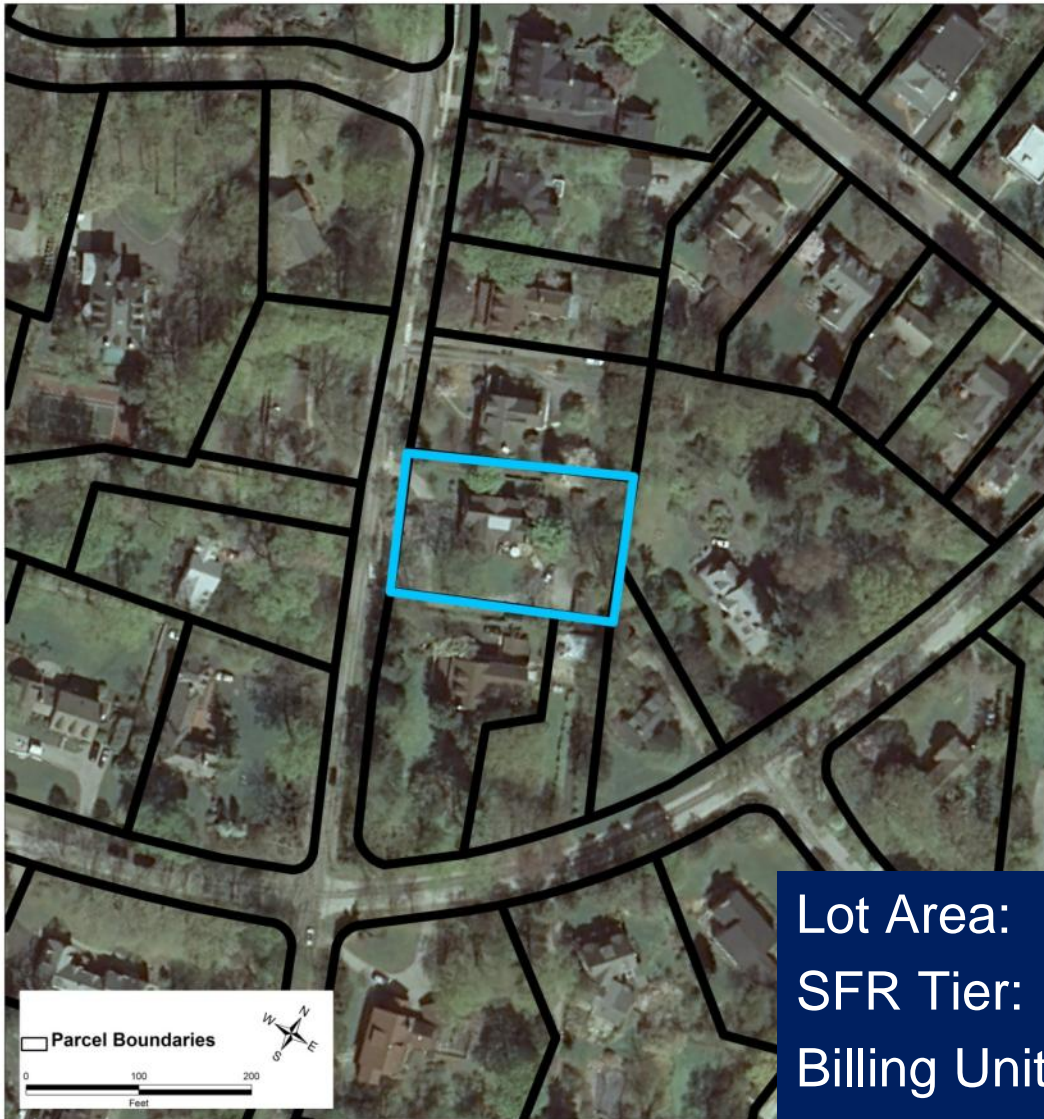 Lot Area:
SFR Tier:
Billing Unit
Parcel Boundaries
N
W
E
S
0 100 200
Feet